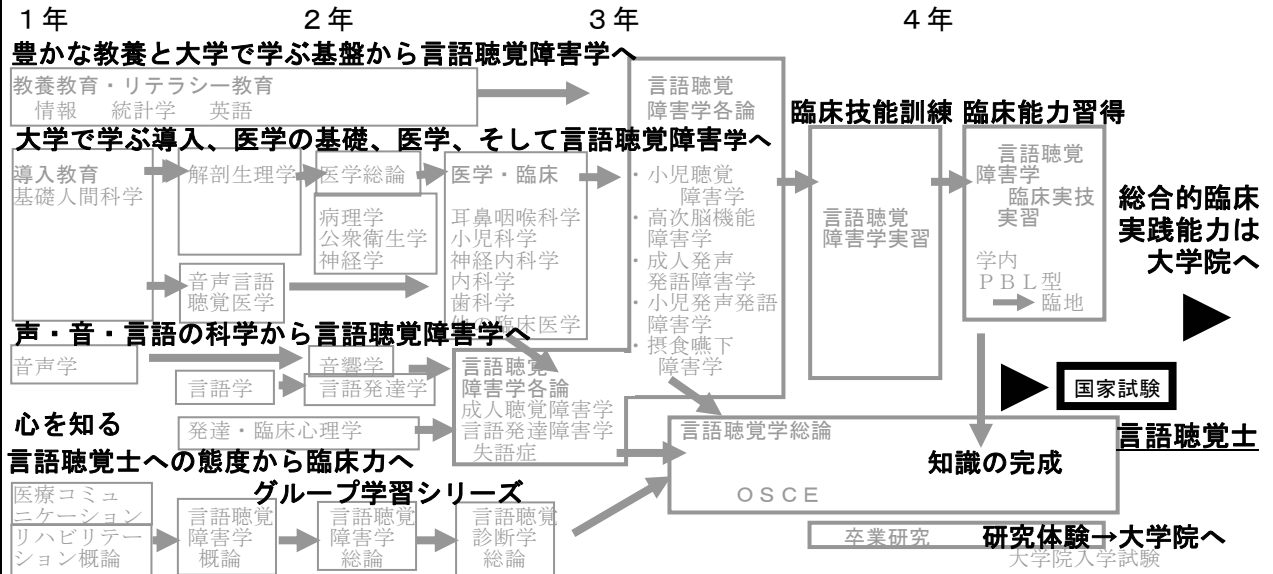 1年 2年 3年 4年
豊かな教養と大学で学ぶ基盤から言語聴覚障害学へ
教養教育・リテラシー教育
情報 統計学 英語
大学で学ぶ導入、医学の基礎、医学、そして言語聴覚障害学へ
導入教育
基礎人間科学
解剖生理学
医学総論
病理学
公衆衛生学
神経学
音声言語
聴覚医学
医学・臨床
耳鼻咽喉科学
小児科学
神経内科学
内科学
歯科学
他の臨床医学
言語聴覚
障害学各論
・小児聴覚
障害学
・高次脳機能
障害学
・成人発声
発語障害学
・小児発声発語
障害学
・摂食嚥下
障害学
臨床技能訓練
言語聴覚
障害学実習
臨床能力習得
言語聴覚
障害学
臨床実技
実習
学内
PBL型
臨地
総合的臨床
実践能力は
大学院へ
声・音・言語の科学から言語聴覚障害学へ
音声学
音響学
言語学
言語発達学
言語聴覚
障害学各論
成人聴覚障害学
言語発達障害学
失語症
心を知る
発達・臨床心理学
国家試験
言語聴覚士
言語聴覚学総論
知識の完成
OSCE
言語聴覚士への態度から臨床力へ
グループ学習シリーズ
医療コミュ
ニケーション
リハビリテー
ション概論
言語聴覚
障害学
概論
言語聴覚
障害学
総論
言語聴覚
診断学
総論
卒業研究
研究体験→大学院へ
大学院入学試験